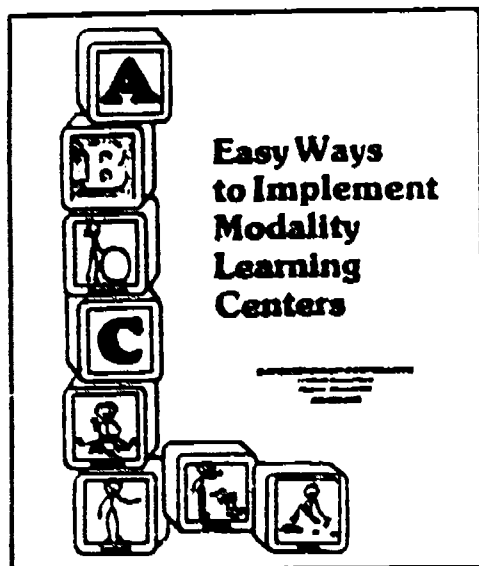 A
B
C
Easy Ways
to Implement
Modality
Learning
Centers